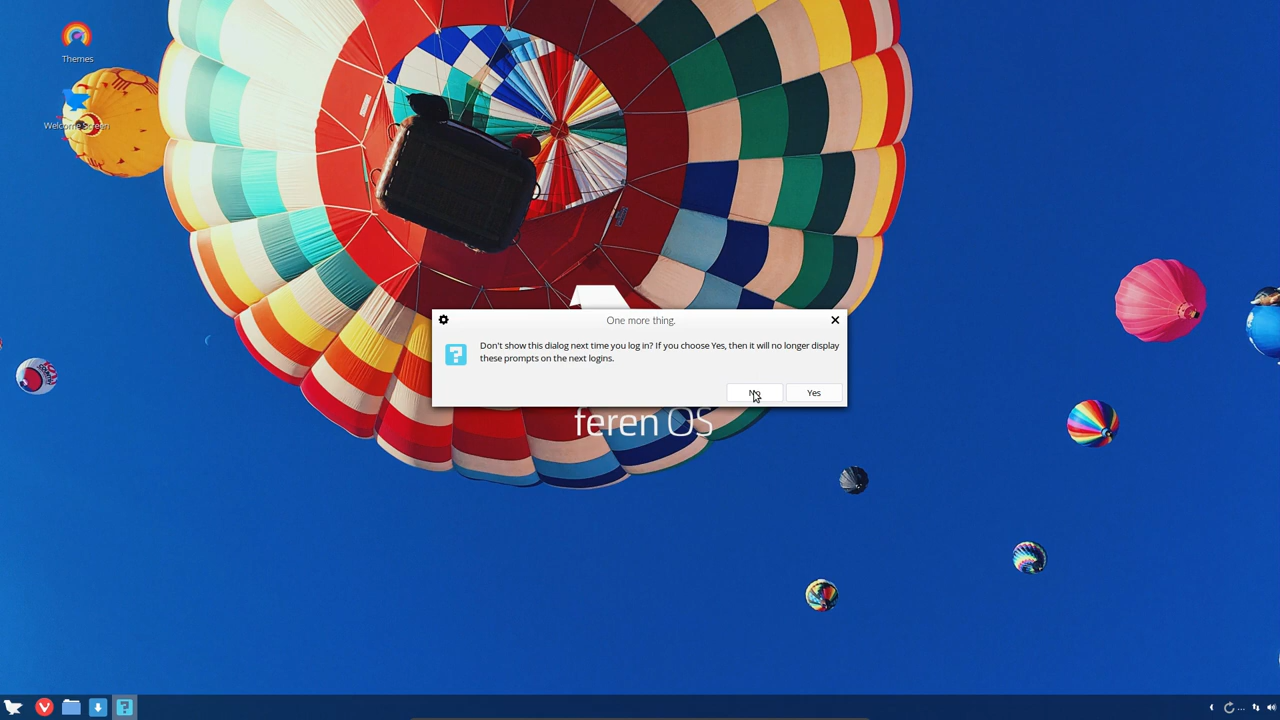 Themes
Welcome Screen
One more thing.
Don't show this dialog next time you log in? If you choose Yes, then it will no longer display
these prompts on the next logins.
No
Yes
feren OS